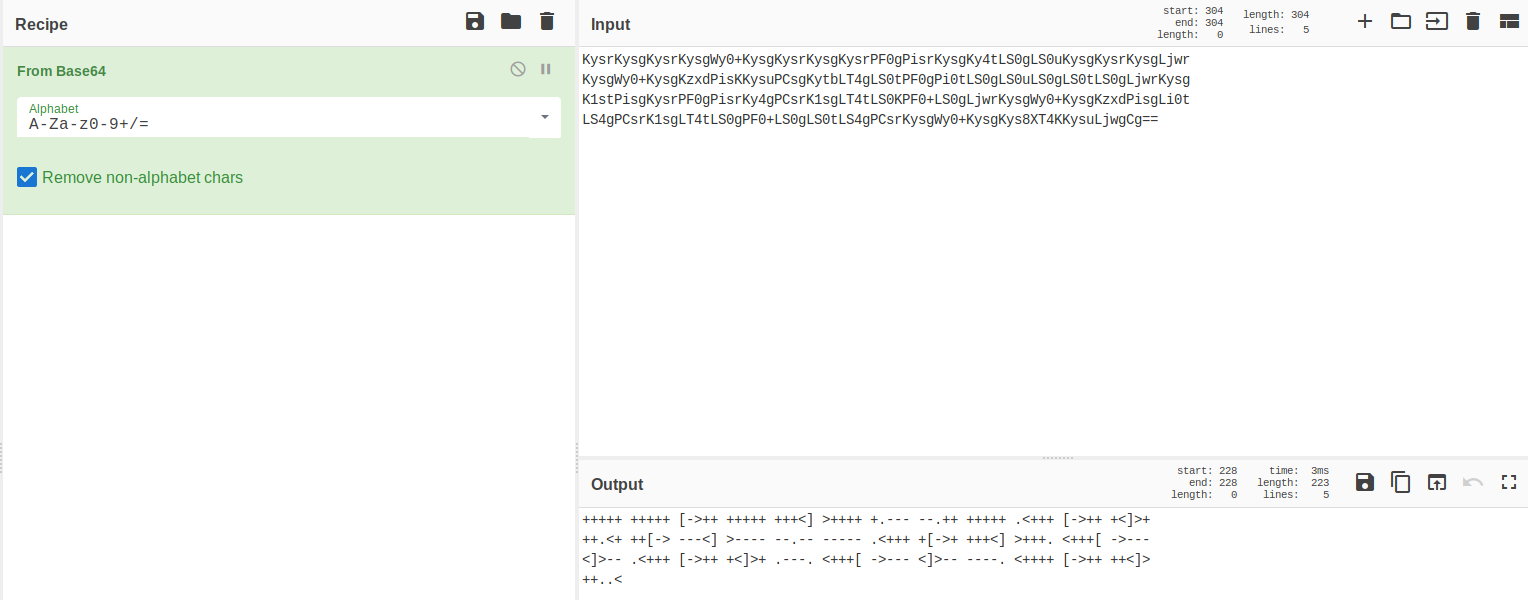 Recipe
From Base64
Alphabet
A-Za-z0-9+/=
Remove non-alphabet chars
Input
start: 304
end: 304
length: 0
length: 304
lines: 5
KysrKysgKysrKysgWy0+KysgKysrKysgKysrPF0gPisrKysgKy4tLS0gLS0uKysgKysrKysgLjwr
KysgWy0+KysgKzxdPisKKysuPCsgKytbLT4gLS0tPF0gPi0tLS0gLS0uLS0gLS0tLS0gLjwrKysg
K1stPisgKysrPF0gPisrKy4gPCsrK1sgLT4tLS0KPF0+LS0gLjwrKysgWy0+KysgKzxdPisgLi0t
LS4gPCsrK1sgLT4tLS0gPF0+LS0gLS0tLS4gPCsrKysgWy0+KysgKys8XT4KKysuLjwgCg==
Output
start: 228
end: 228
length: 0
time: 3ms
length: 223
lines: 5
+++++ +++++ [->++ +++++ +++<] >++++ +.--- --.++ +++++ .<+++ [->++ +<]>+
++.<+ ++[-> ---<] >---- --.-- ----- .<+++ +[->+ +++<] >+++. <+++[ ->---
<]>-- .<+++ [->++ +<]>+ .---. <+++[ ->--- <]>-- ----. <++++ [->++ ++<]>
++..<